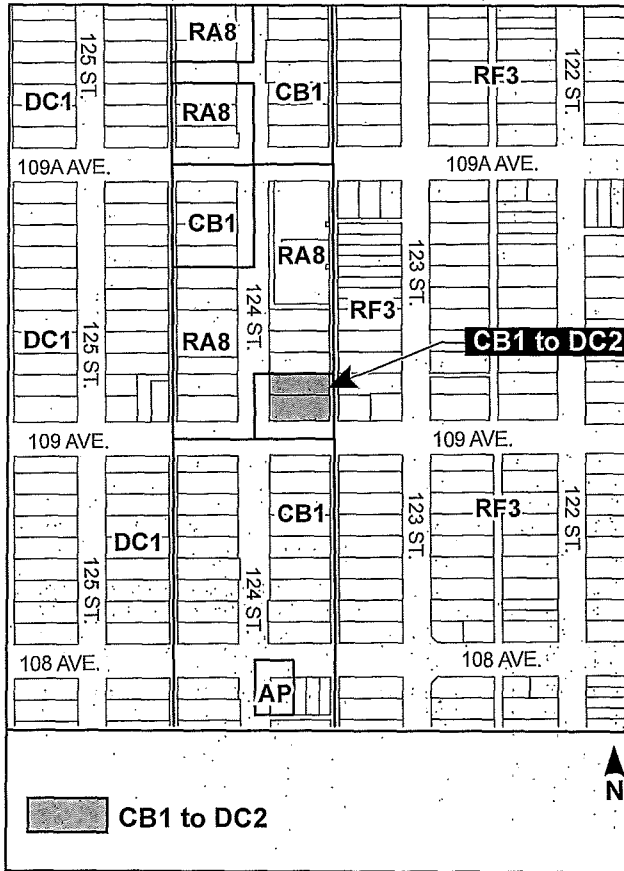 RA8
125 ST.
122 ST.
RF3
CB1
DC1
RA8
109A AVE.
109A AVE.
CB1
RA8
123 ST.
RF3
124 ST.
DC1
125 ST.
RA8
CB1 to DC2
109 AVE.
109 AVE.
CB1
RF3
123 ST.
122 ST.
DC1
125 ST.
124 ST.
108 AVE.
108 AVE.
AP
N
CB1 to DC2